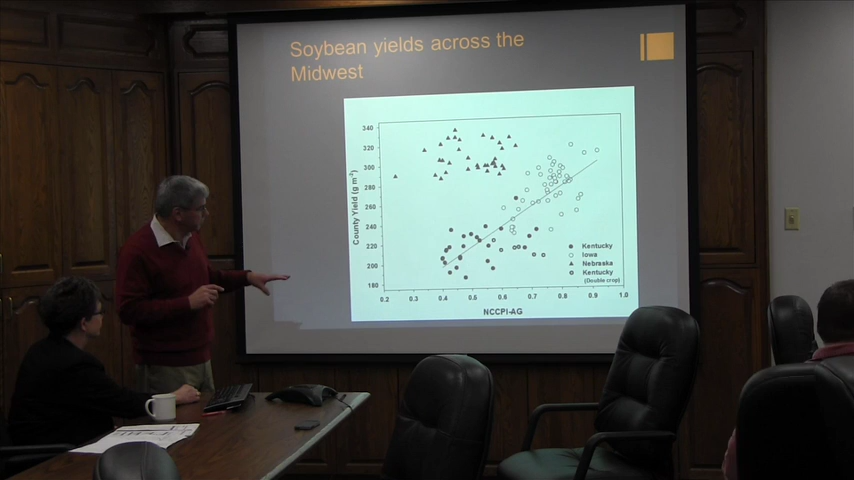 Soybean yields across the
Midwest
340
320
300
280
260
240
220
200
180
County Yield (g m-2)
0.2 0.3 0.4 0.5 0.6 0.7 0.8 0.9 1.0
NCCPI-AG
Kentucky
Iowa
Nebraska
Kentucky
(Double crop)